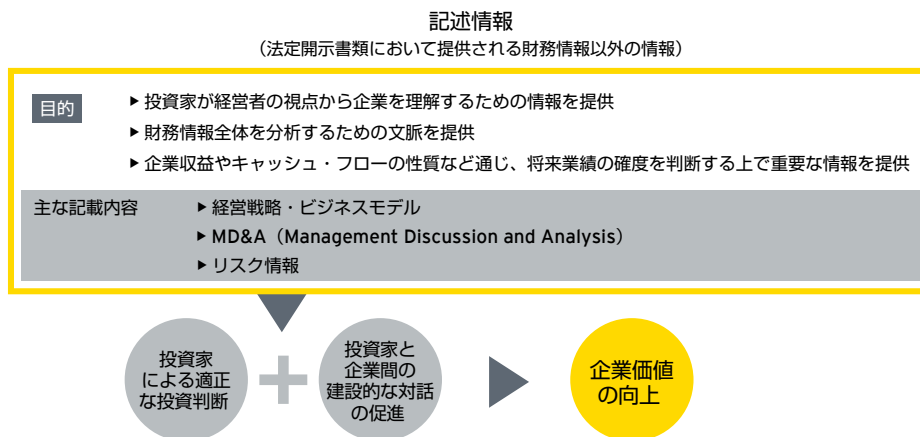 記述情報
（法定開示書類において提供される財務情報以外の情報）
目的
▶ 投資家が経営者の視点から企業を理解するための情報を提供
▶ 財務情報全体を分析するための文脈を提供
▶ 企業収益やキャッシュ・フローの性質など通じ、将来業績の確度を判断する上で重要な情報を提供
主な記載内容
▶ 経営戦略・ビジネスモデル
▶ MD&A（Management Discussion and Analysis）
▶ リスク情報
投資家
による適正
な投資判断
投資家と
企業間の
建設的な対話
の促進
企業価値
の向上